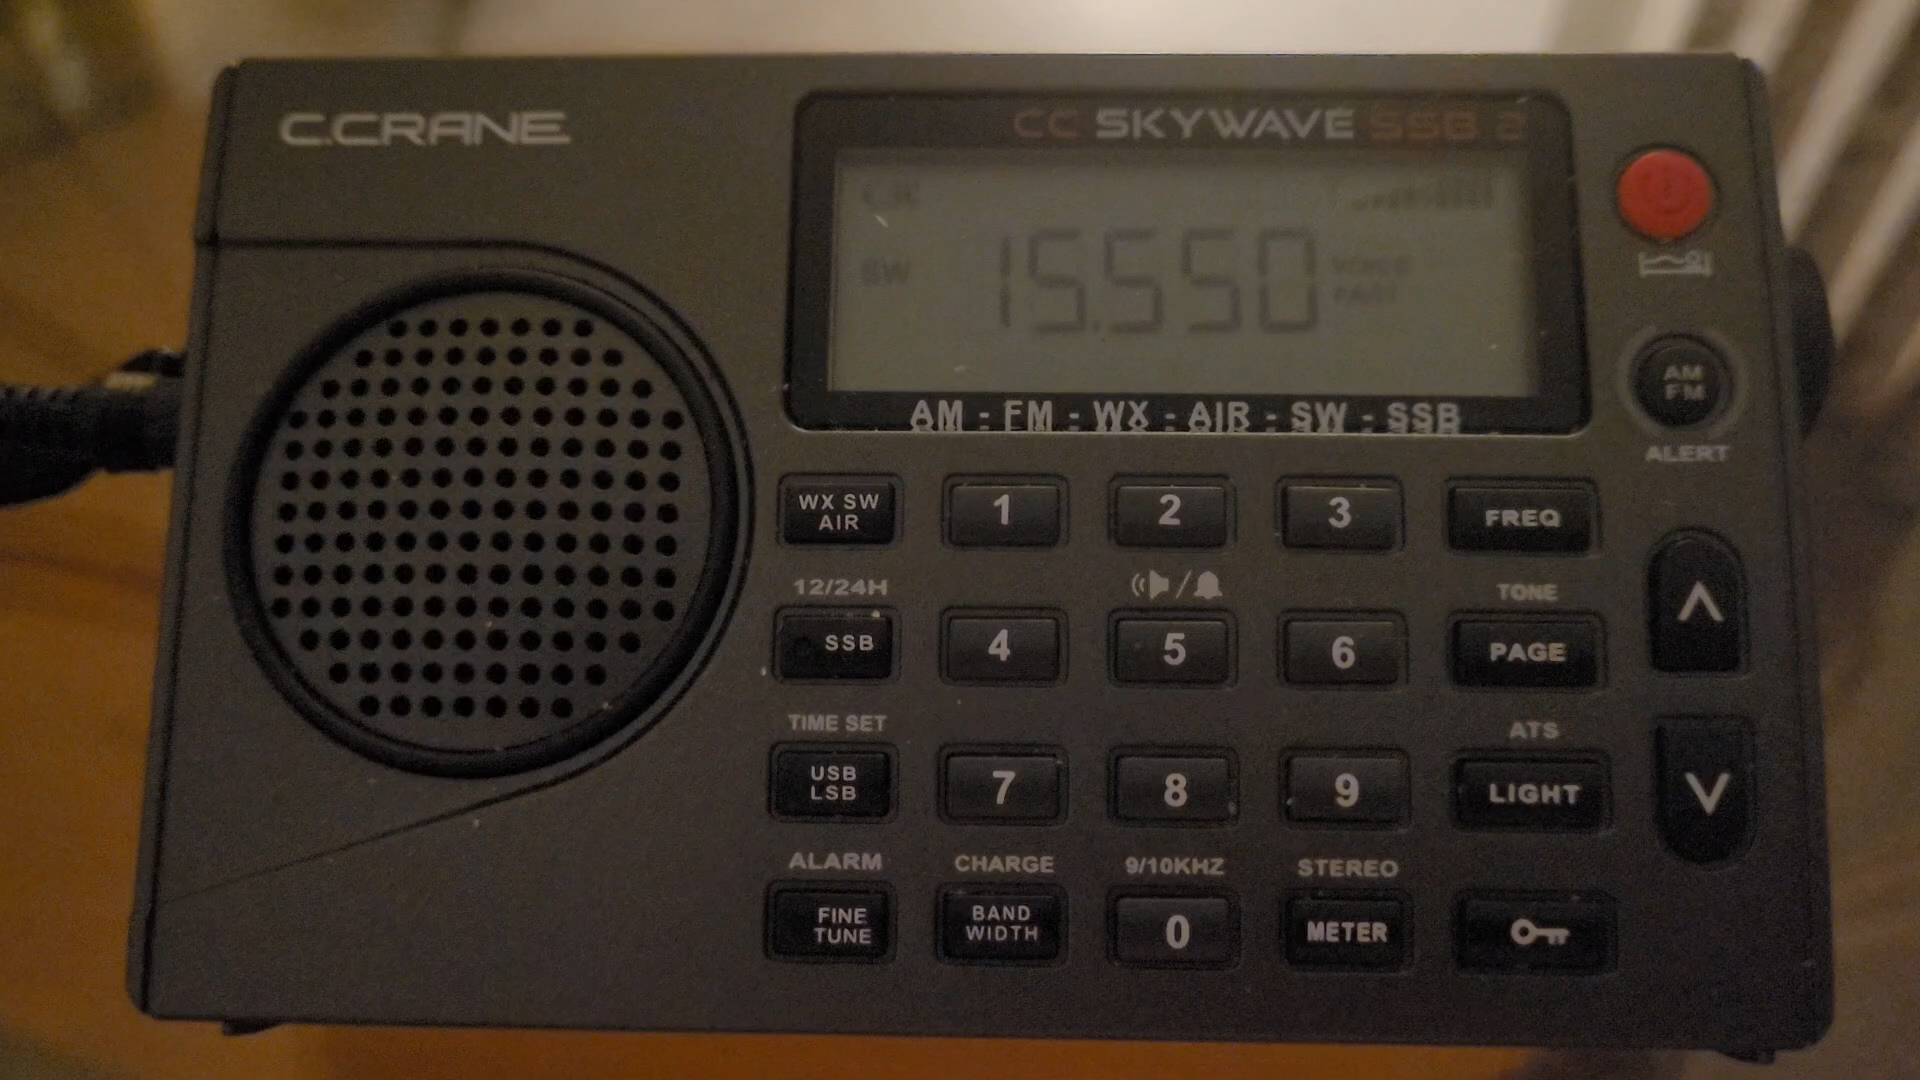 C.CRANE
CC SKYWAVE SSB 2
SW 15.550 VOICE
AM - FM - WX - AIR - SW - SSB
AM
FM
ALERT
WX SW
AIR
1
2
3
FREQ
12/24H
TONE
SSB
4
5
6
PAGE
TIME SET
ATS
USB
LSB
7
8
9
LIGHT
ALARM
CHARGE
9/10KHZ
STEREO
FINE
TUNE
BAND
WIDTH
0
METER